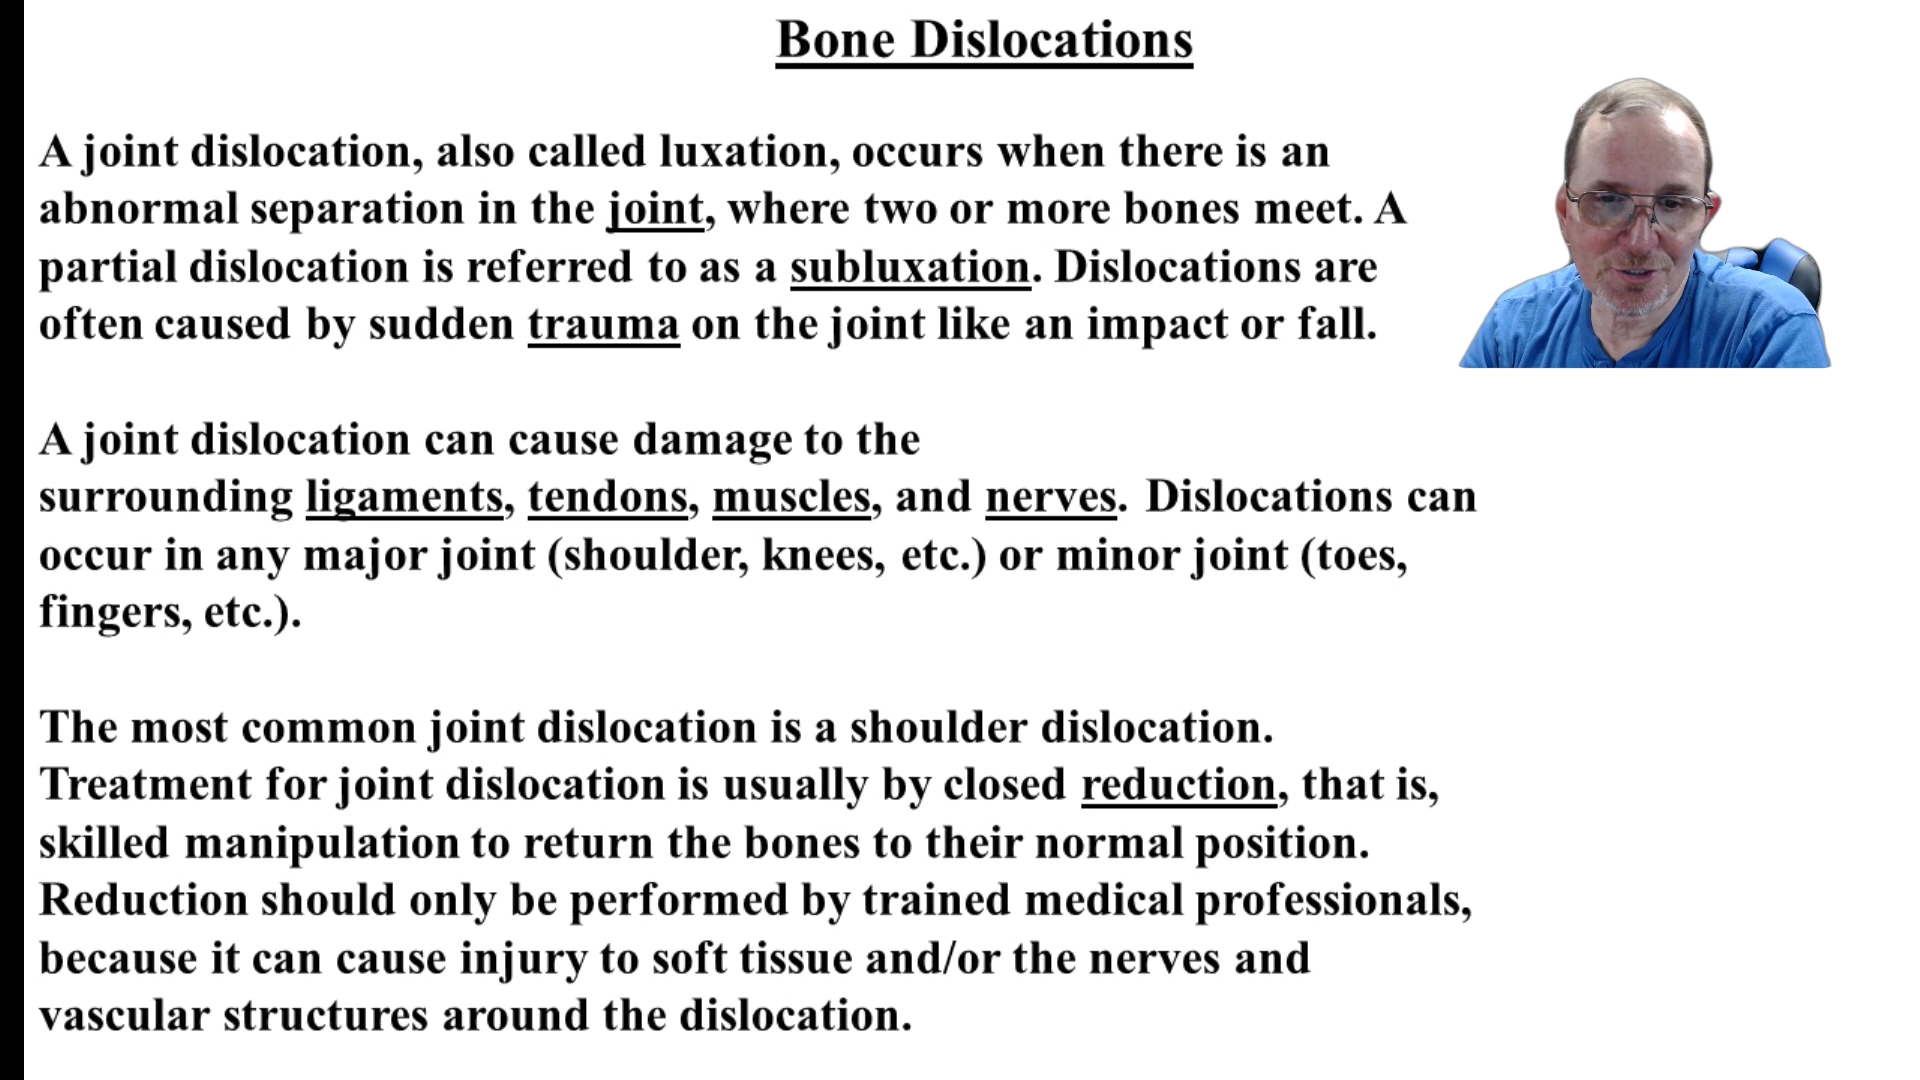 Bone Dislocations
A joint dislocation, also called luxation, occurs when there is an
abnormal separation in the joint, where two or more bones meet. A
partial dislocation is referred to as a subluxation. Dislocations are
often caused by sudden trauma on the joint like an impact or fall.
A joint dislocation can cause damage to the
surrounding ligaments, tendons, muscles, and nerves. Dislocations can
occur in any major joint (shoulder, knees, etc.) or minor joint (toes,
fingers, etc.).
The most common joint dislocation is a shoulder dislocation.
Treatment for joint dislocation is usually by closed reduction, that is,
skilled manipulation to return the bones to their normal position.
Reduction should only be performed by trained medical professionals,
because it can cause injury to soft tissue and/or the nerves and
vascular structures around the dislocation.